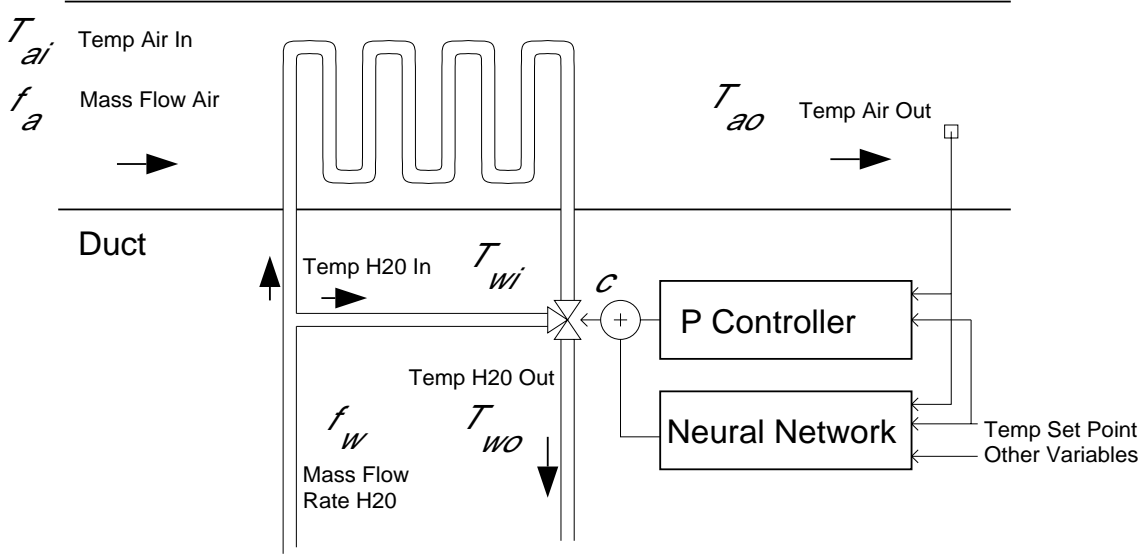 T_ai Temp Air In
f_a Mass Flow Air
T_ao Temp Air Out
Duct
Temp H20 In T_wi
c
+
P Controller
Temp H20 Out
f_w T_wo
Neural Network
Temp Set Point
Other Variables
Mass Flow
Rate H20